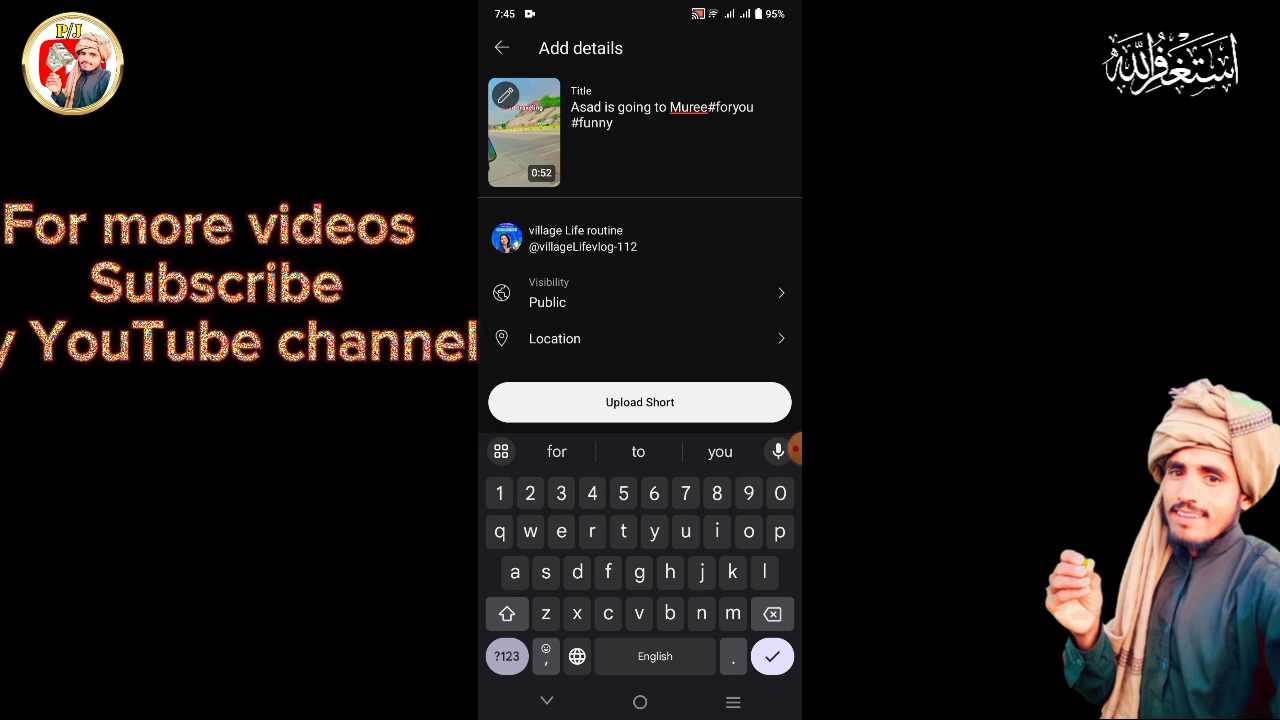 P/J
أستغفر الله
For more videos
Subscribe
y YouTube channel
7:45
95%
Add details
Title
Asad is going to Muree#foryou
#funny
0:52
village Life routine
@villageLifevlog-112
Visibility
Public
Location
Upload Short
for to you
1 2 3 4 5 6 7 8 9 0
q w e r t y u i o p
a s d f g h j k l
z x c v b n m
?123 , English .